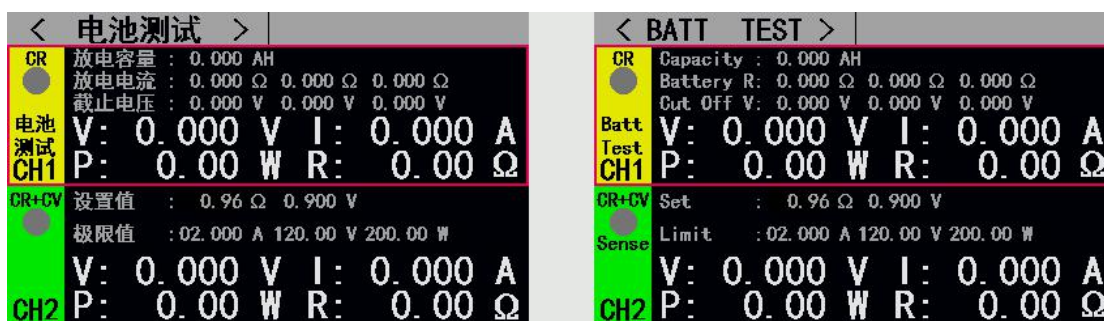 < 电池测试 >
CR
放电容量 : 0.000 AH
放电电流 : 0.000 Ω 0.000 Ω 0.000 Ω
截止电压 : 0.000 V 0.000 V 0.000 V
电池
测试
CH1
V: 0.000 V I: 0.000 A
P: 0.00 W R: 0.00 Ω
CR+CV
设置值 : 0.96 Ω 0.900 V
极限值 :02.000 A 120.00 V 200.00 W
CH2
V: 0.000 V I: 0.000 A
P: 0.00 W R: 0.00 Ω
< BATT TEST >
CR
Capacity : 0.000 AH
Battery R: 0.000 Ω 0.000 Ω 0.000 Ω
Cut Off V: 0.000 V 0.000 V 0.000 V
Batt
Test
CH1
V: 0.000 V I: 0.000 A
P: 0.00 W R: 0.00 Ω
CR+CV
Set : 0.96 Ω 0.900 V
Sense
Limit :02.000 A 120.00 V 200.00 W
CH2
V: 0.000 V I: 0.000 A
P: 0.00 W R: 0.00 Ω